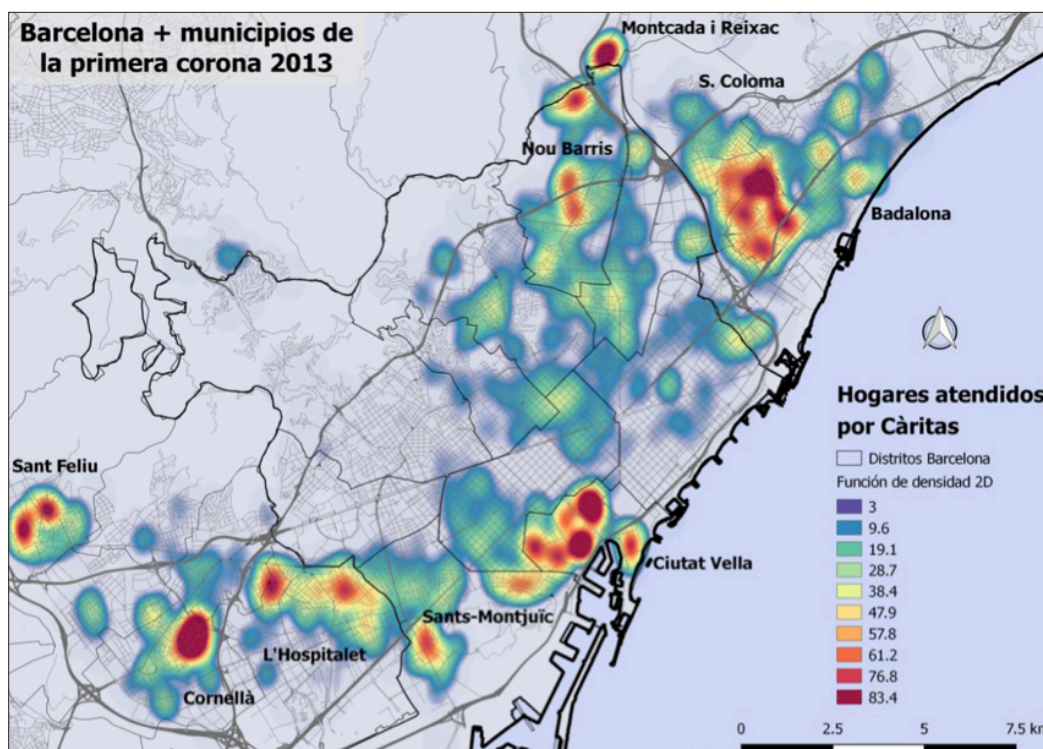 Barcelona + municipios de
la primera corona 2013
Montcada i Reixac
S. Coloma
Nou Barris
Badalona
Sant Feliu
Ciutat Vella
Sants-Montjuïc
L'Hospitalet
Cornellà
Hogares atendidos
por Càritas
Distritos Barcelona
Función de densidad 2D
3
9.6
19.1
28.7
38.4
47.9
57.8
61.2
76.8
83.4
0 2.5 5 7.5 km